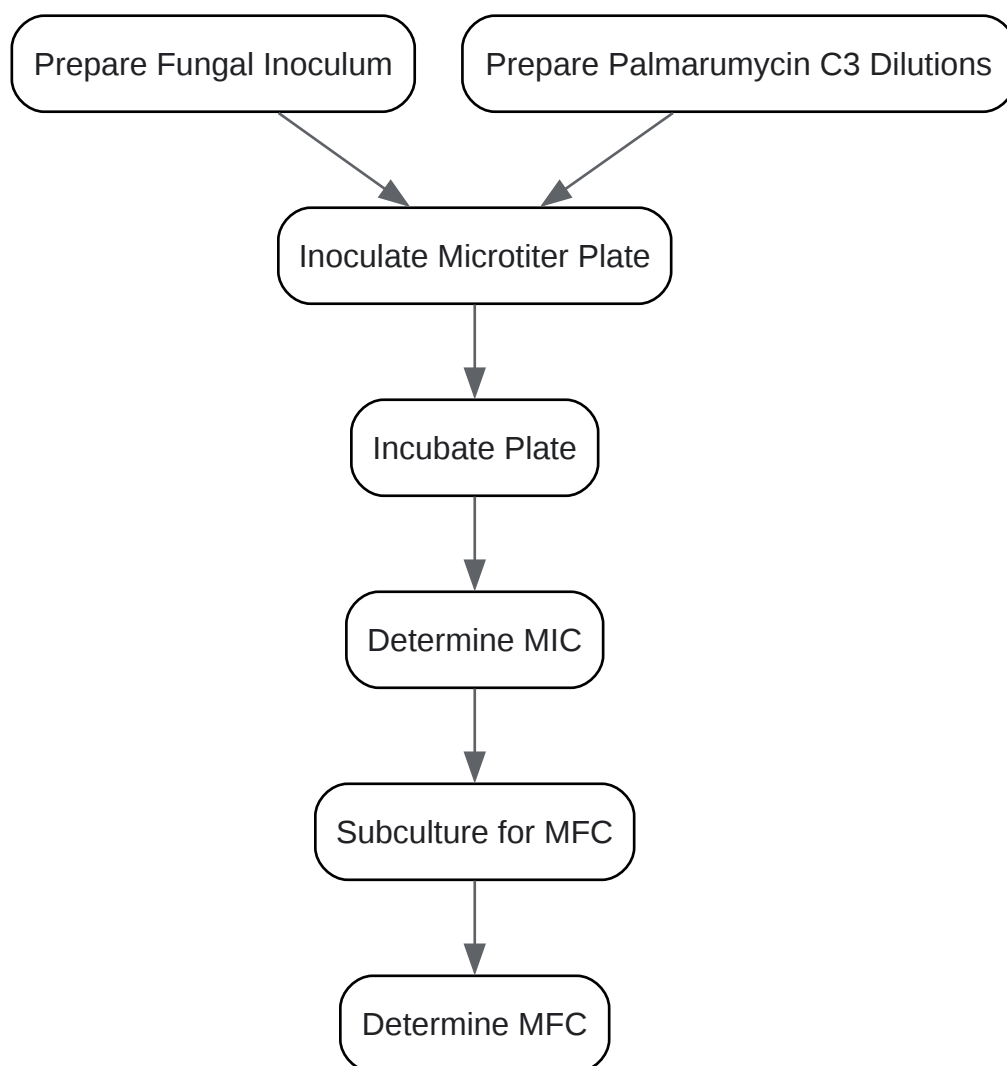 Prepare Fungal Inoculum
Prepare Palmarumycin C3 Dilutions
Inoculate Microtiter Plate
Incubate Plate
Determine MIC
Subculture for MFC
Determine MFC